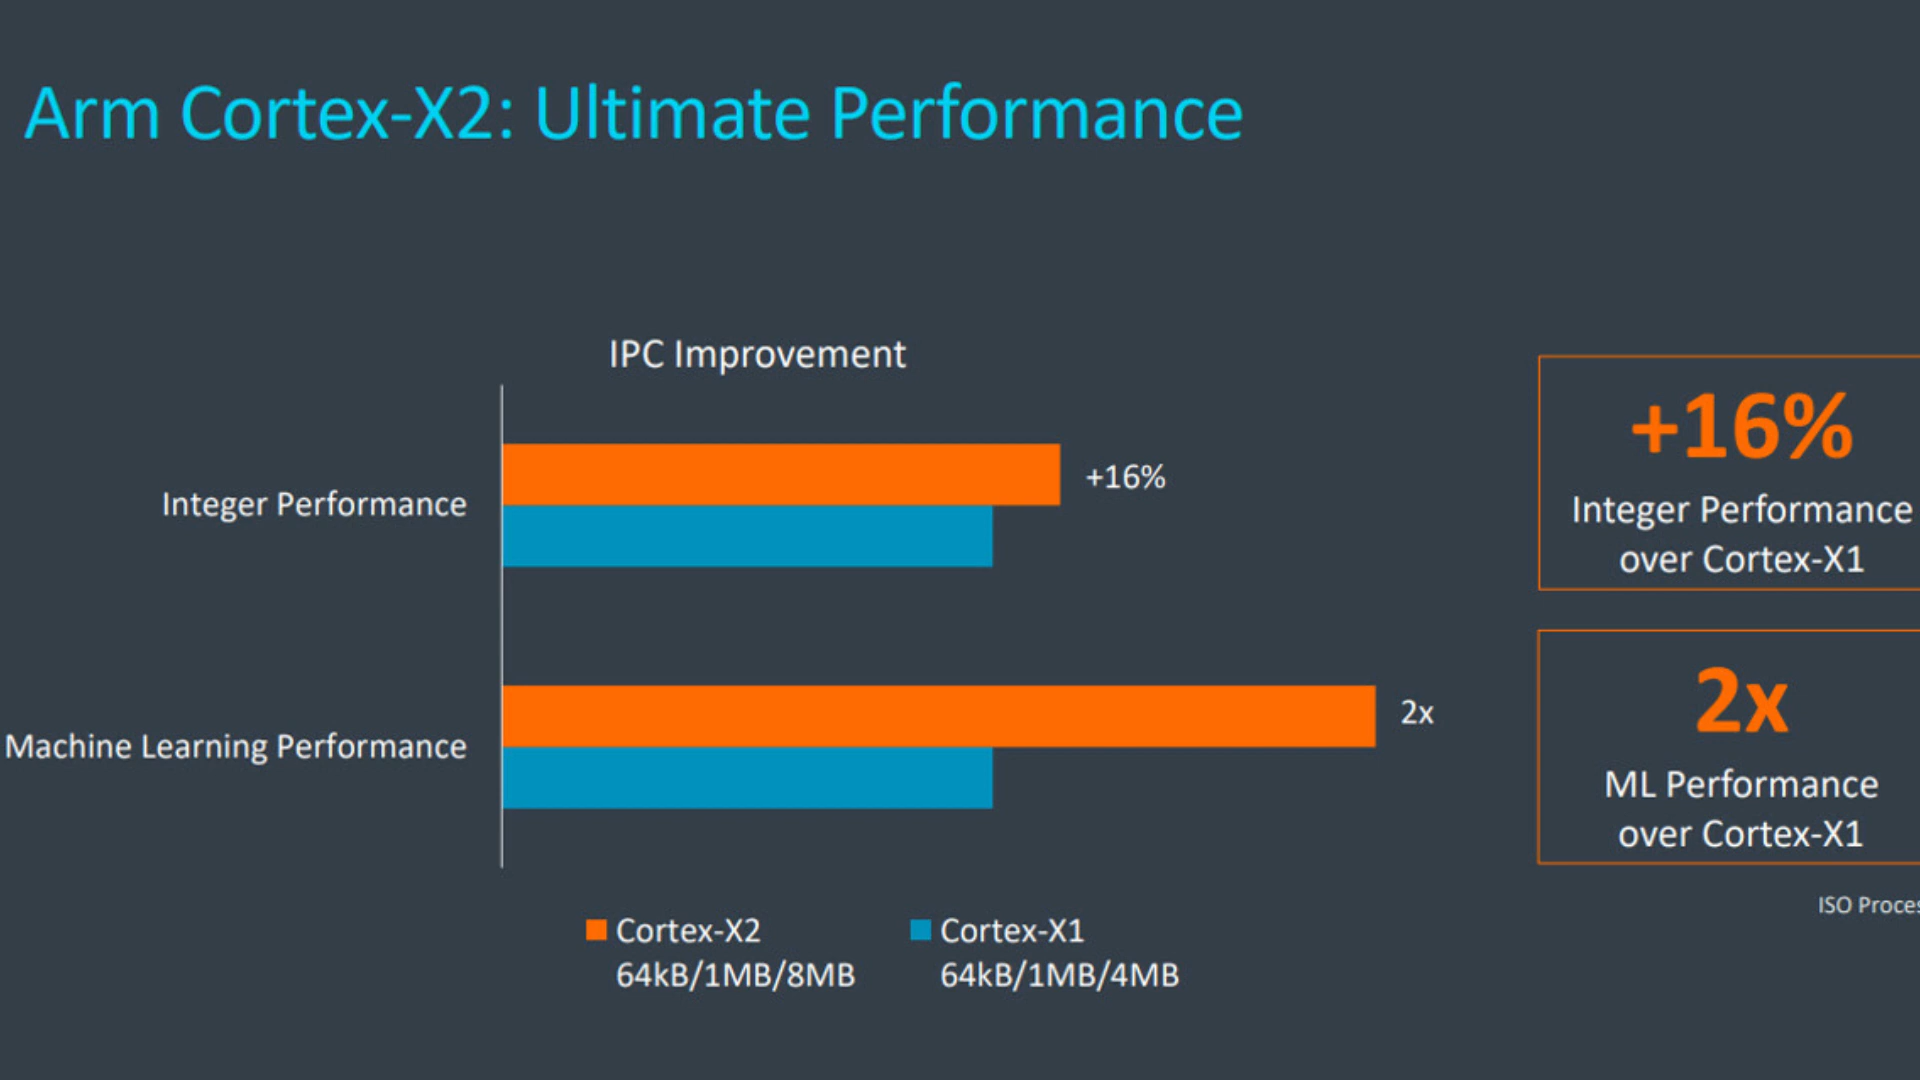 Arm Cortex-X2: Ultimate Performance
IPC Improvement
Integer Performance
+16%
Machine Learning Performance
2x
Cortex-X2
64kB/1MB/8MB
Cortex-X1
64kB/1MB/4MB
+16%
Integer Performance
over Cortex-X1
2x
ML Performance
over Cortex-X1
ISO